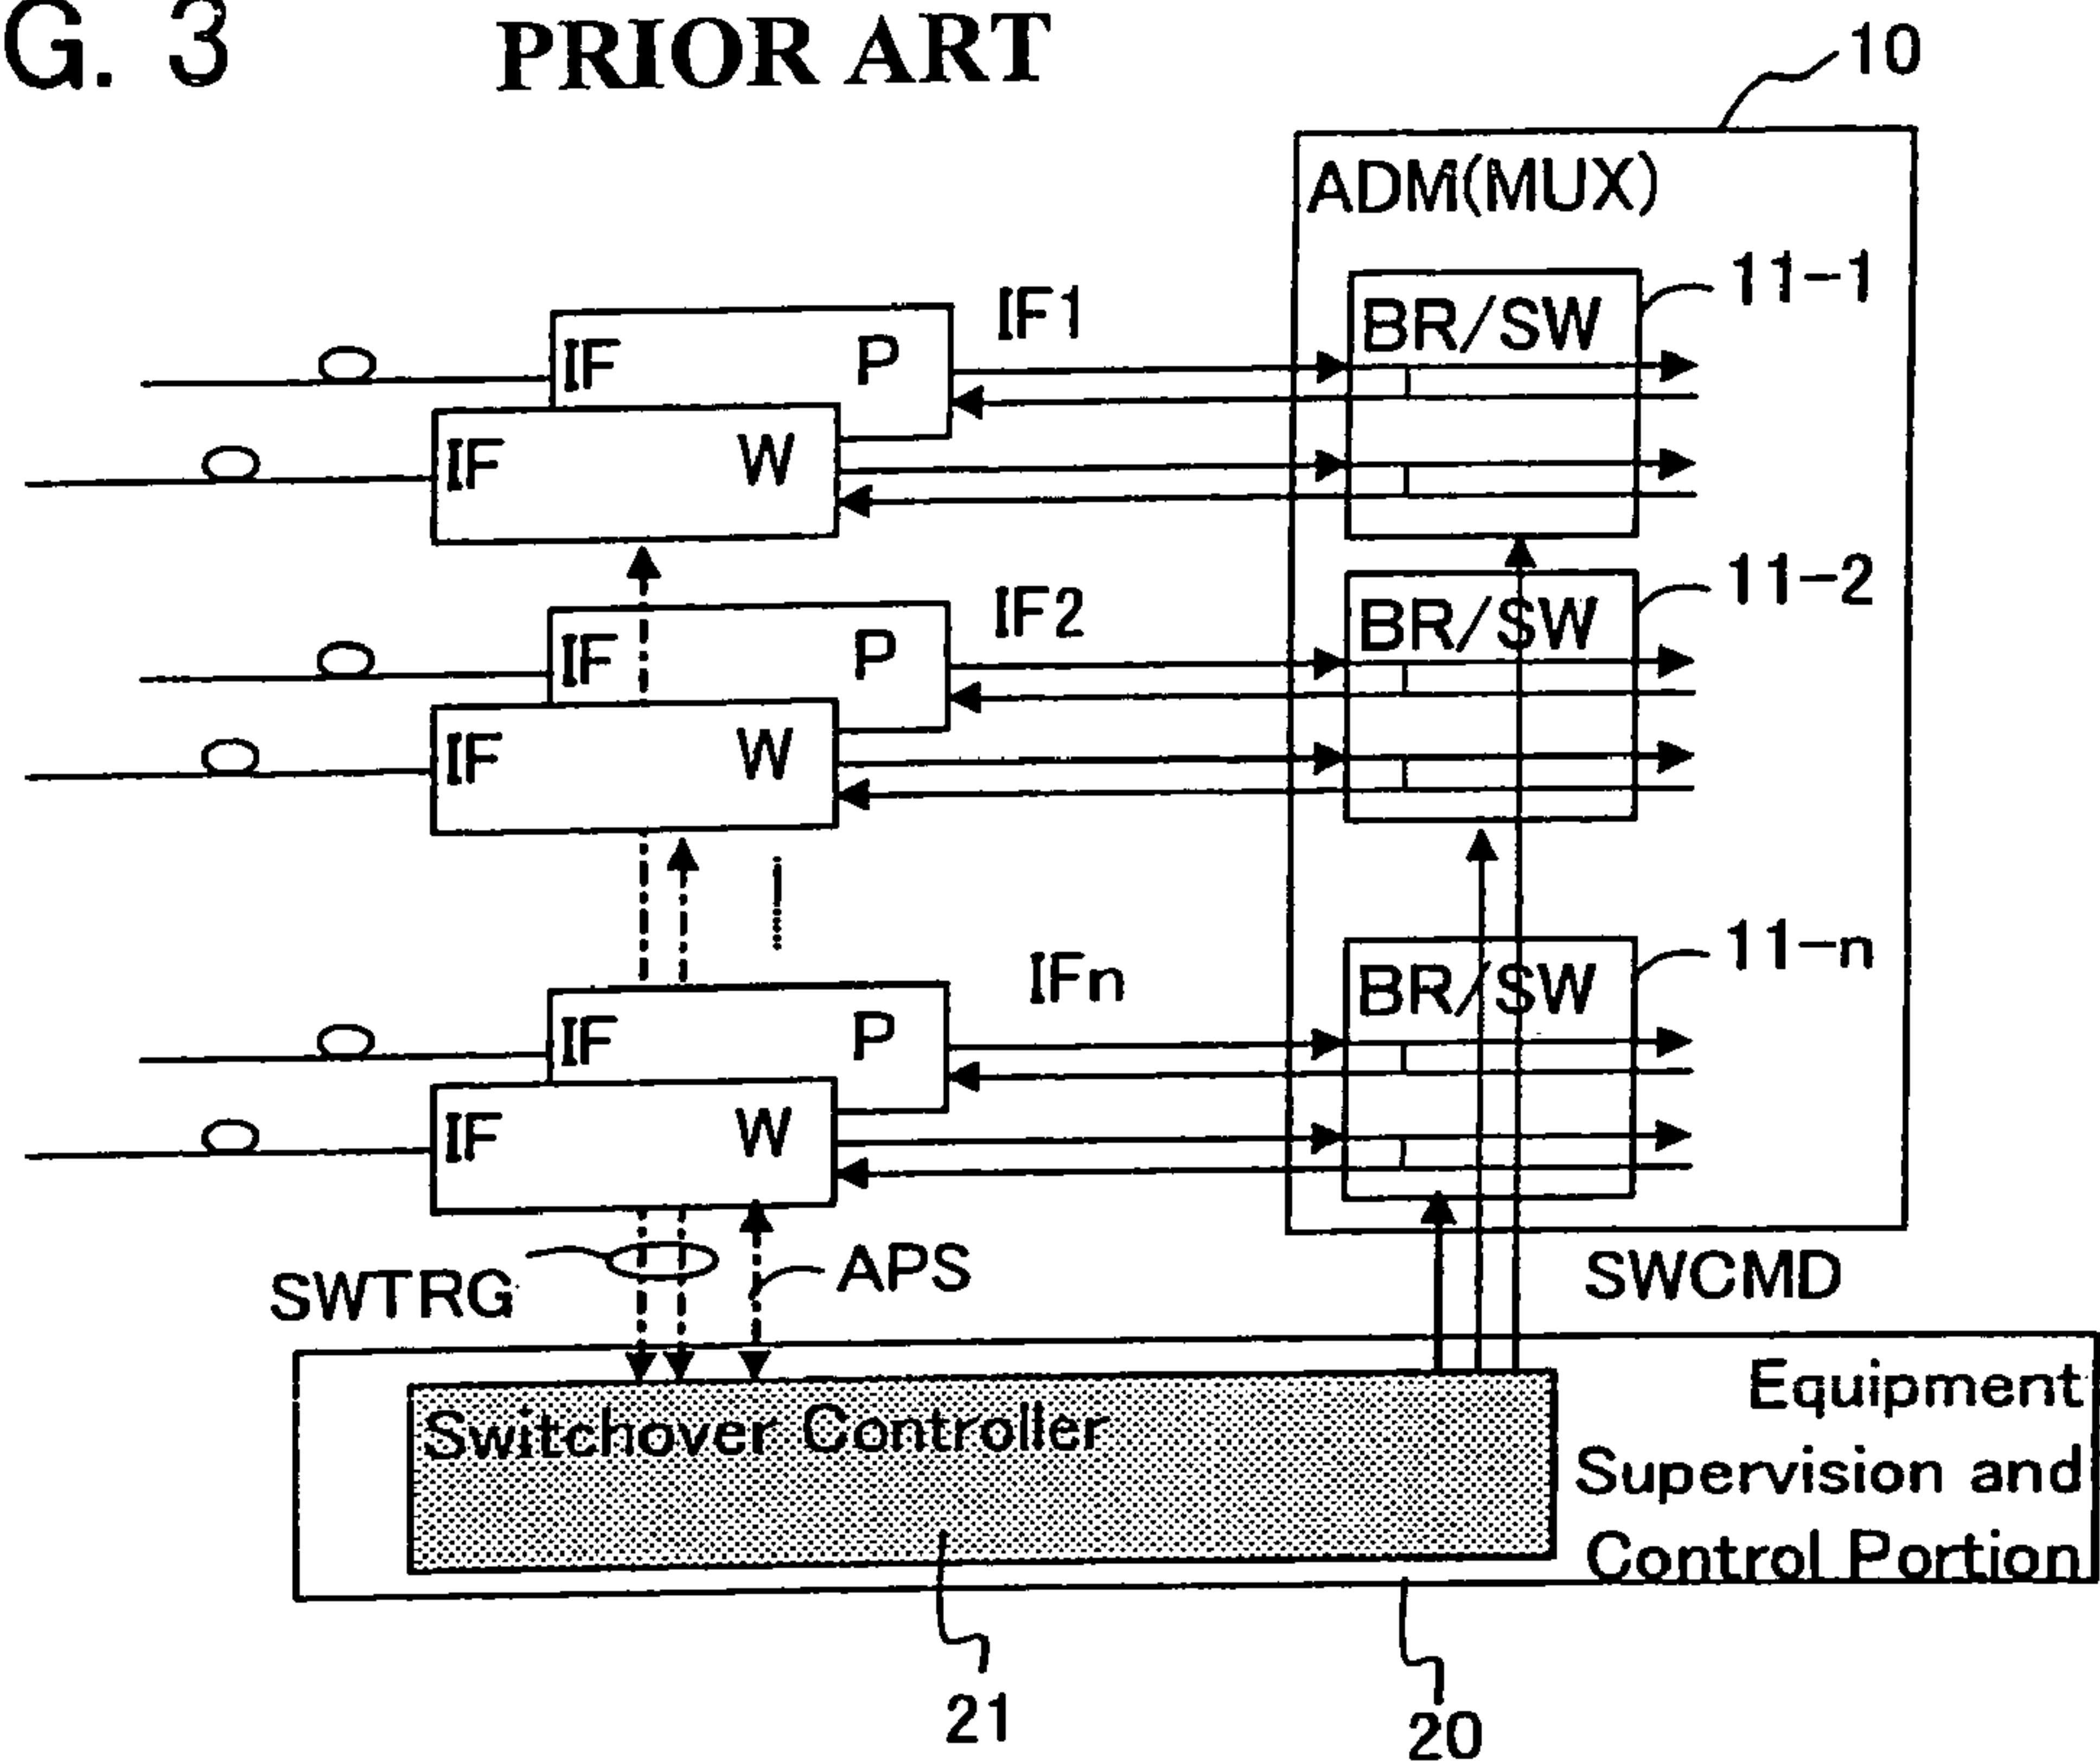 G. 3 PRIOR ART
10
ADM(MUX)
11-1
IF1
BR/SW
IF P
IF W
11-2
IF2
BR/SW
IF P
IF W
11-n
IFn
BR/SW
IF P
IF W
SWTRG
APS
SWCMD
Switchover Controller
Equipment
Supervision and
Control Portion
21
20